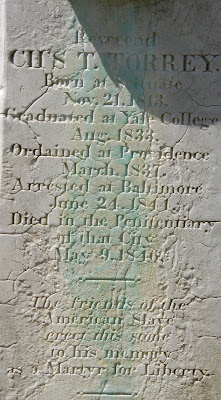 Reverend
CH'S T. TORREY.
Born at Scituate
Nov. 21, 1813.
Graduated at Yale College
Aug. 1833.
Ordained at Providence
March. 1837.
Arrested at Baltimore
June 24, 1844.
Died in the Penitentiary
of that City
May 9, 1846.
The friends of the
American Slave
erect this stone
to his memory
as a Martyr for Liberty.